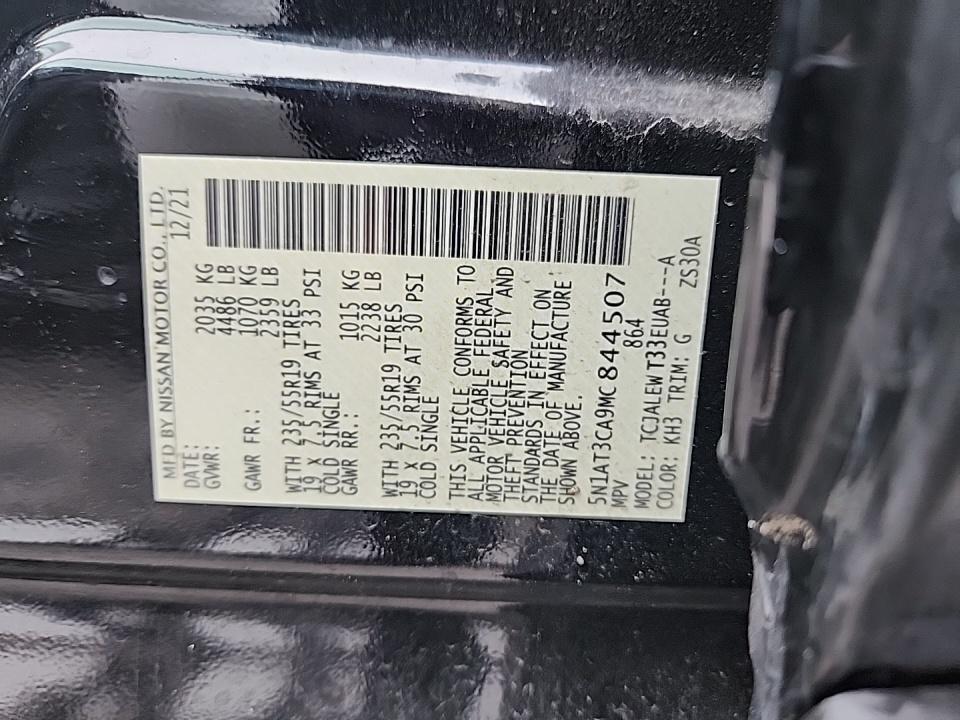 MFD BY NISSAN MOTOR CO., LTD.
DATE: 12/21
GVWR: 2035 KG
4486 LB
GAWR FR.: 1070 KG
2359 LB
WITH 235/55R19 TIRES
19 x 7.5 RIMS AT 33 PSI
COLD SINGLE
GAWR RR.: 1015 KG
2238 LB
WITH 235/55R19 TIRES
19 x 7.5 RIMS AT 30 PSI
COLD SINGLE
THIS VEHICLE CONFORMS TO
ALL APPLICABLE FEDERAL
MOTOR VEHICLE SAFETY AND
THEFT PREVENTION
STANDARDS IN EFFECT ON
THE DATE OF MANUFACTURE
SHOWN ABOVE.
5N1AT3CA9MC844507
MPV 864
MODEL: TCJALEW T33EUAB---A
COLOR: KH3 TRIM: G ZS30A